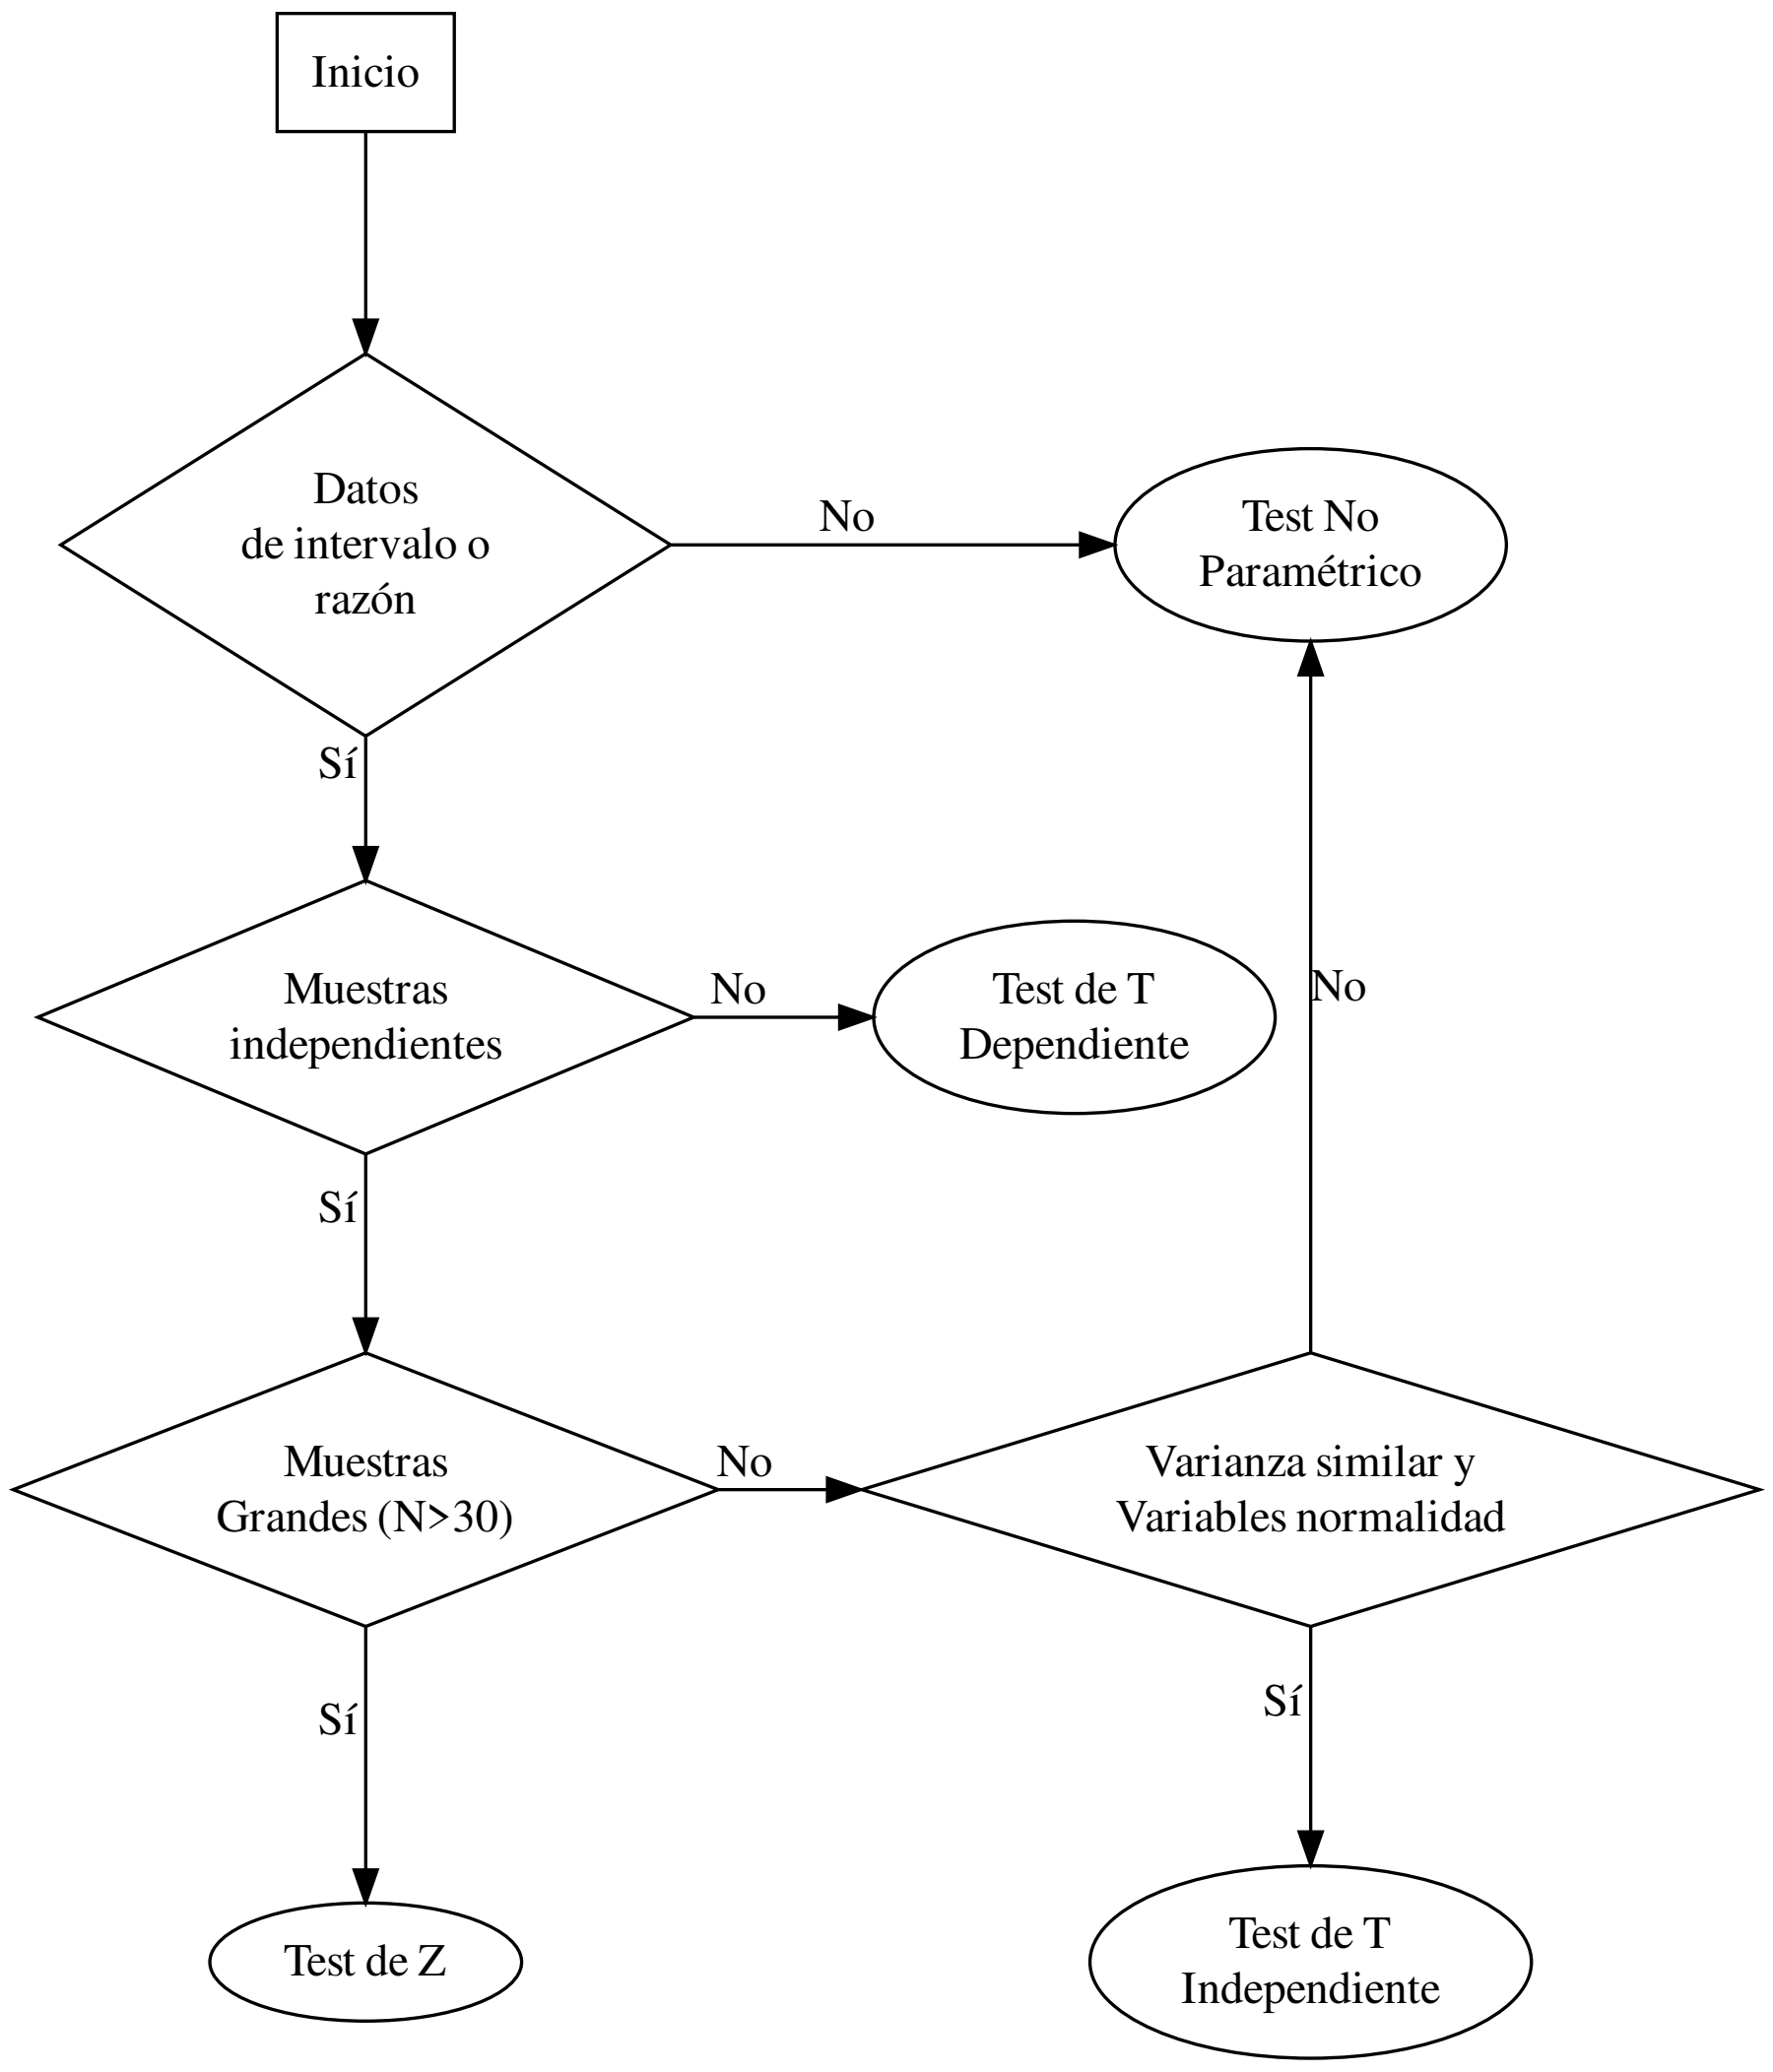 Inicio
Datos
de intervalo o
razón
No
Test No
Paramétrico
Sí
Muestras
independientes
No
Test de T
Dependiente
No
Sí
Muestras
Grandes (N>30)
No
Varianza similar y
Variables normalidad
Sí
Sí
Test de Z
Test de T
Independiente